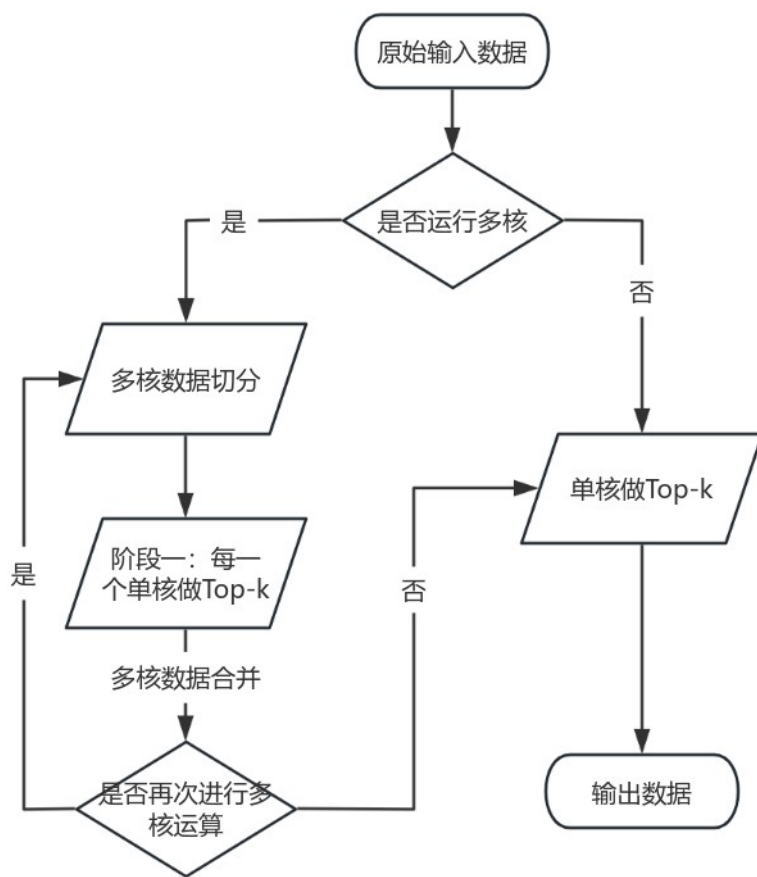 原始输入数据
是否运行多核
是
否
多核数据切分
单核做Top-k
阶段一：每一
个单核做Top-k
是
否
多核数据合并
是否再次进行多
核运算
输出数据